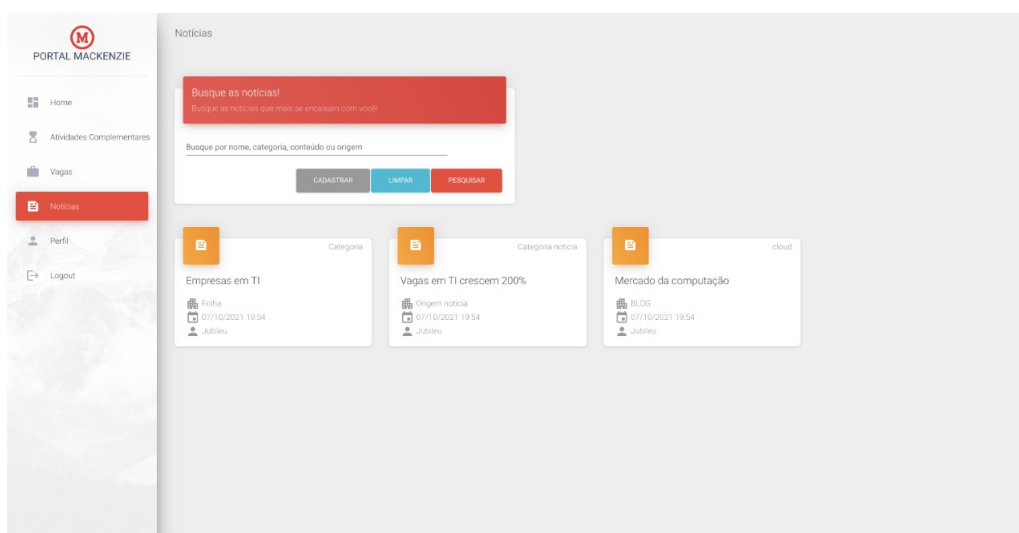 M
PORTAL MACKENZIE
Home
Atividades Complementares
Vagas
Notícias
Perfil
Logout
Notícias
Busque as notícias!
Busque as notícias que mais se encaixam com você!
Busque por nome, categoria, conteúdo ou origem
CADASTRAR LIMPAR PESQUISAR
Categoria
Empresas em TI
Folha
07/10/2021 19:54
Jubileu
Categoria noticia
Vagas em TI crescem 200%
Origem noticia
07/10/2021 19:54
Jubileu
cloud
Mercado da computação
BLOG
07/10/2021 19:54
Jubileu